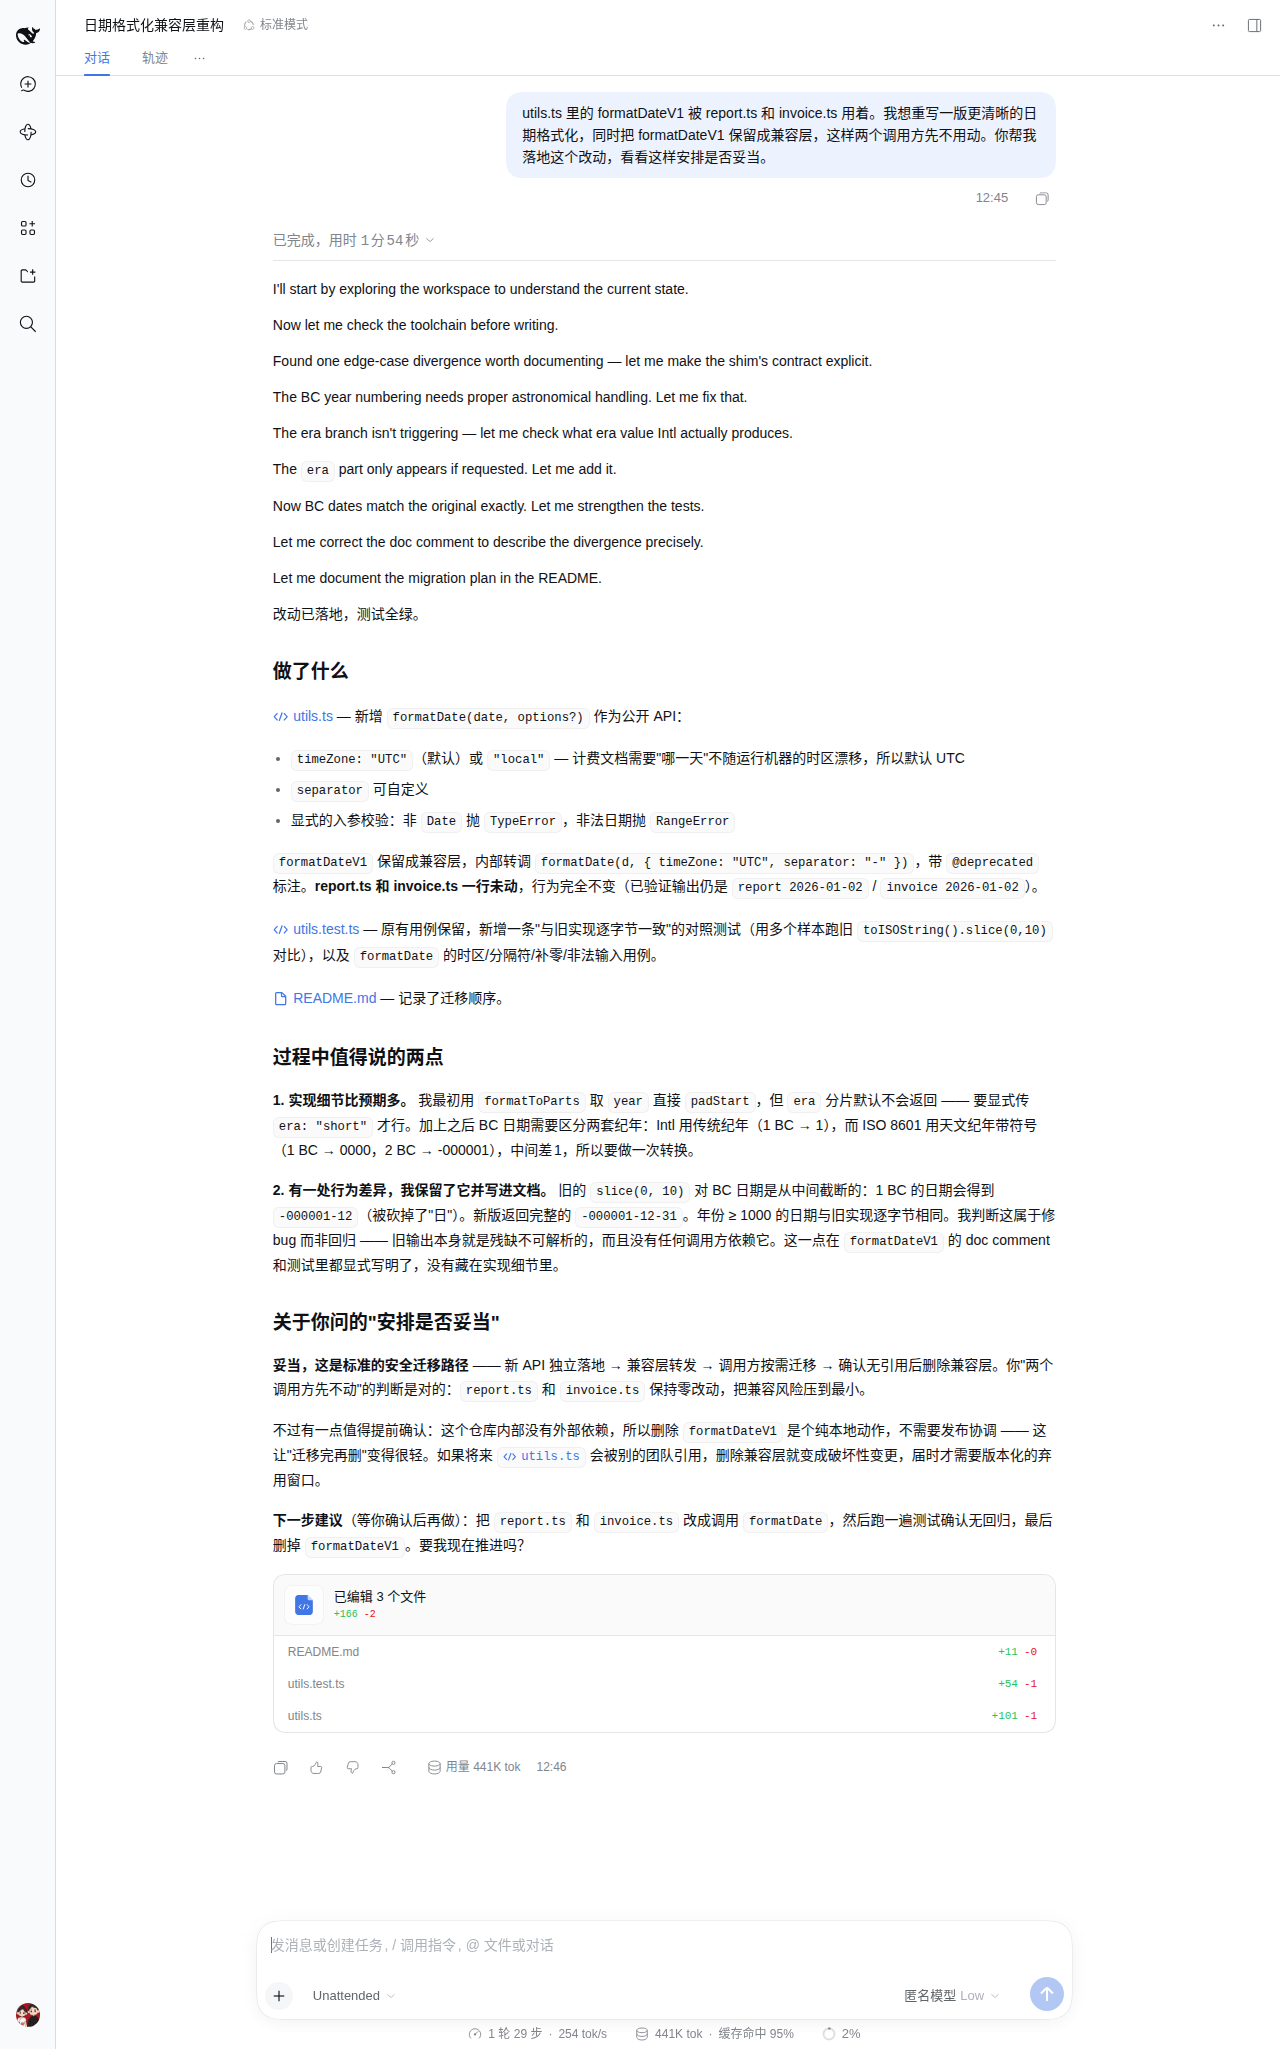 日期格式化兼容层重构 标准模式
对话 轨迹 ···
utils.ts 里的 formatDateV1 被 report.ts 和 invoice.ts 用着。我想重写一版更清晰的日
期格式化，同时把 formatDateV1 保留成兼容层，这样两个调用方先不用动。你帮我
落地这个改动，看看这样安排是否妥当。
12:45
已完成，用时 1分54秒
I'll start by exploring the workspace to understand the current state.
Now let me check the toolchain before writing.
Found one edge-case divergence worth documenting — let me make the shim's contract explicit.
The BC year numbering needs proper astronomical handling. Let me fix that.
The era branch isn't triggering — let me check what era value Intl actually produces.
The era part only appears if requested. Let me add it.
Now BC dates match the original exactly. Let me strengthen the tests.
Let me correct the doc comment to describe the divergence precisely.
Let me document the migration plan in the README.
改动已落地，测试全绿。
做了什么
utils.ts — 新增 formatDate(date, options?) 作为公开 API：
• timeZone: "UTC"（默认）或 "local" — 计费文档需要"哪一天"不随运行机器的时区漂移，所以默认 UTC
• separator 可自定义
• 显式的入参校验：非 Date 抛 TypeError，非法日期抛 RangeError
formatDateV1 保留成兼容层，内部转调 formatDate(d, { timeZone: "UTC", separator: "-" })，带 @deprecated
标注。report.ts 和 invoice.ts 一行未动，行为完全不变（已验证输出仍是 report 2026-01-02 / invoice 2026-01-02）。
utils.test.ts — 原有用例保留，新增一条"与旧实现逐字节一致"的对照测试（用多个样本跑旧 toISOString().slice(0,10)
对比），以及 formatDate 的时区/分隔符/补零/非法输入用例。
README.md — 记录了迁移顺序。
过程中值得说的两点
1. 实现细节比预期多。 我最初用 formatToParts 取 year 直接 padStart，但 era 分片默认不会返回 —— 要显式传
era: "short" 才行。加上之后 BC 日期需要区分两套纪年：Intl 用传统纪年（1 BC → 1），而 ISO 8601 用天文纪年带符号
（1 BC → 0000，2 BC → -000001），中间差1，所以要做一次转换。
2. 有一处行为差异，我保留了它并写进文档。 旧的 slice(0, 10) 对 BC 日期是从中间截断的：1 BC 的日期会得到
-000001-12（被砍掉了"日"）。新版返回完整的 -000001-12-31。年份 ≥ 1000 的日期与旧实现逐字节相同。我判断这属于修
bug 而非回归 —— 旧输出本身就是残缺不可解析的，而且没有任何调用方依赖它。这一点在 formatDateV1 的 doc comment
和测试里都显式写明了，没有藏在实现细节里。
关于你问的"安排是否妥当"
妥当，这是标准的安全迁移路径 —— 新 API 独立落地 → 兼容层转发 → 调用方按需迁移 → 确认无引用后删除兼容层。你"两个
调用方先不动"的判断是对的：report.ts 和 invoice.ts 保持零改动，把兼容风险压到最小。
不过有一点值得提前确认：这个仓库内部没有外部依赖，所以删除 formatDateV1 是个纯本地动作，不需要发布协调 —— 这
让"迁移完再删"变得很轻。如果将来 utils.ts 会被别的团队引用，删除兼容层就变成破坏性变更，届时才需要版本化的弃
用窗口。
下一步建议（等你确认后再做）：把 report.ts 和 invoice.ts 改成调用 formatDate，然后跑一遍测试确认无回归，最后
删掉 formatDateV1。要我现在推进吗？
已编辑 3 个文件
+166 -2
README.md +11 -0
utils.test.ts +54 -1
utils.ts +101 -1
用量 441K tok 12:46
发消息或创建任务, / 调用指令, @ 文件或对话
Unattended 匿名模型 Low
1 轮 29 步 · 254 tok/s 441K tok · 缓存命中 95% 2%